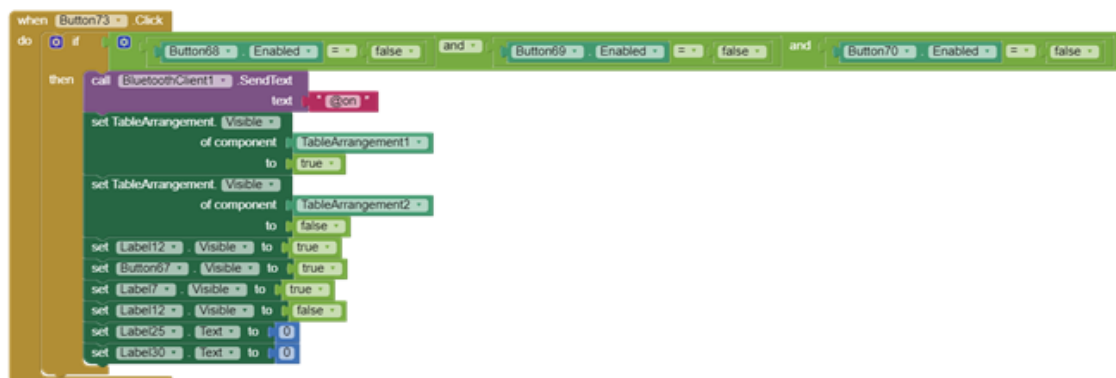 when Button73 .Click
do if Button68 . Enabled = false and Button69 . Enabled = false and Button70 . Enabled = false
then call BluetoothClient1 .SendText
text "@on"
set TableArrangement. Visible
of component TableArrangement1
to true
set TableArrangement. Visible
of component TableArrangement2
to false
set Label12 . Visible to true
set Button67 . Visible to true
set Label7 . Visible to true
set Label12 . Visible to false
set Label25 . Text to 0
set Label30 . Text to 0